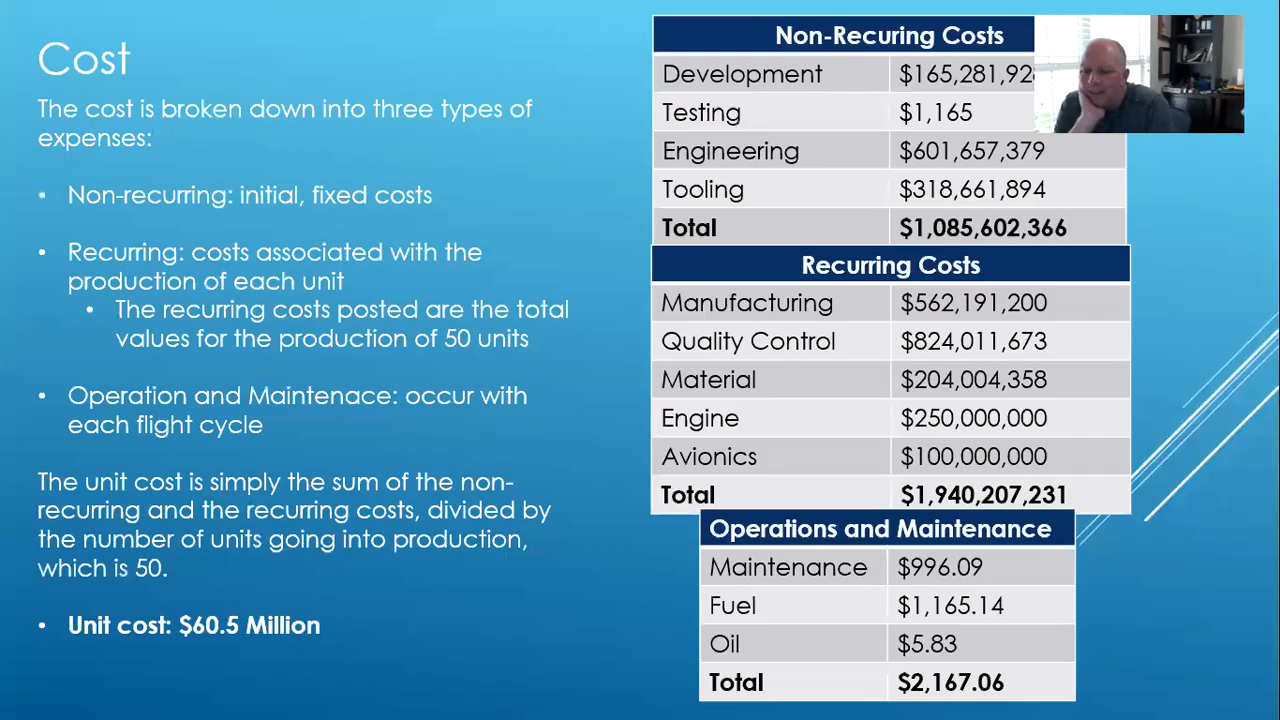 Cost
The cost is broken down into three types of
expenses:
• Non-recurring: initial, fixed costs
• Recurring: costs associated with the
production of each unit
• The recurring costs posted are the total
values for the production of 50 units
• Operation and Maintenace: occur with
each flight cycle
The unit cost is simply the sum of the non-
recurring and the recurring costs, divided by
the number of units going into production,
which is 50.
• Unit cost: $60.5 Million
Non-Recuring Costs
Development
Testing $1,165
Engineering $601,657,379
Tooling $318,661,894
Total $1,085,602,366
Recurring Costs
Manufacturing $562,191,200
Quality Control $824,011,673
Material $204,004,358
Engine $250,000,000
Avionics $100,000,000
Total $1,940,207,231
Operations and Maintenance
Maintenance $996.09
Fuel $1,165.14
Oil $5.83
Total $2,167.06